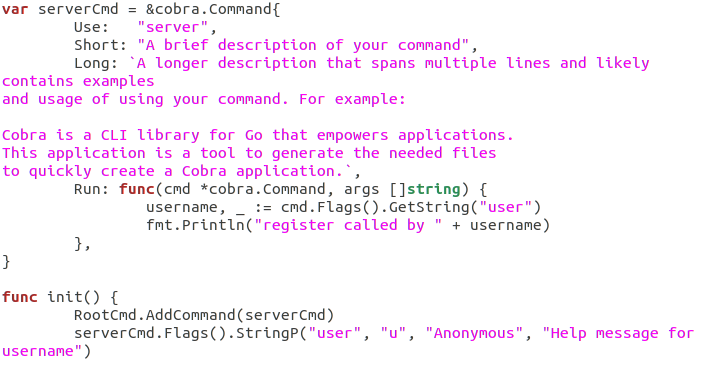 var serverCmd = &cobra.Command{
        Use:   "server",
        Short: "A brief description of your command",
        Long: `A longer description that spans multiple lines and likely
contains examples
and usage of using your command. For example:

Cobra is a CLI library for Go that empowers applications.
This application is a tool to generate the needed files
to quickly create a Cobra application.`,
        Run: func(cmd *cobra.Command, args []string) {
                username, _ := cmd.Flags().GetString("user")
                fmt.Println("register called by " + username)
        },
}

func init() {
        RootCmd.AddCommand(serverCmd)
        serverCmd.Flags().StringP("user", "u", "Anonymous", "Help message for
username")